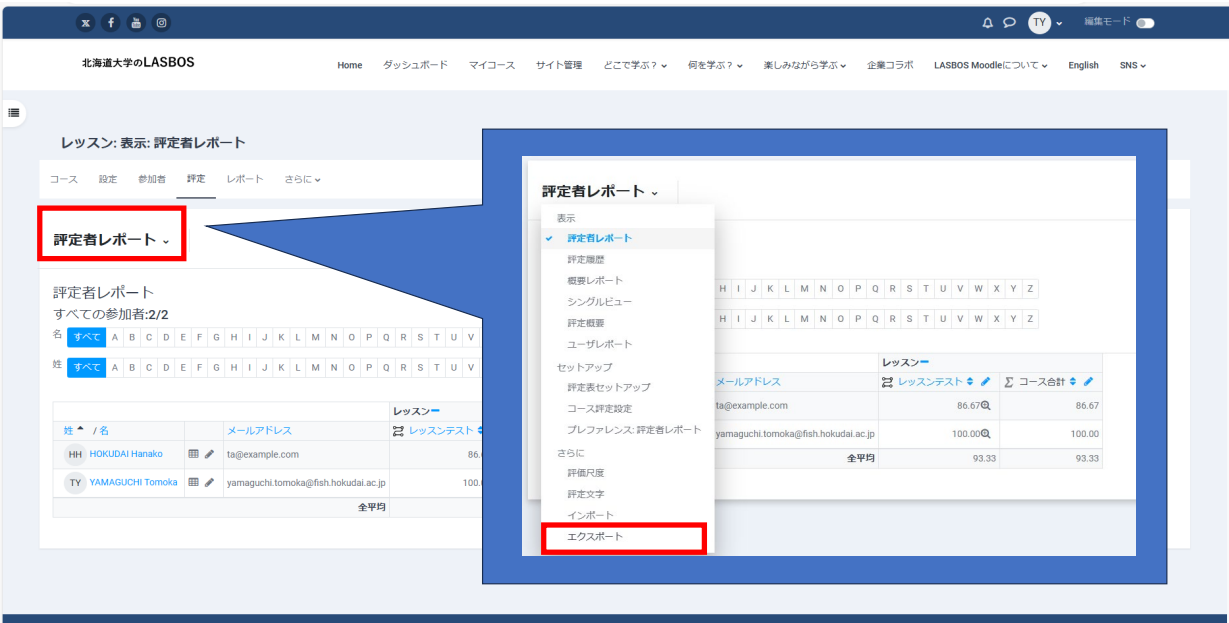 TY
編集モード
北海道大学のLASBOS
Home ダッシュボード マイコース サイト管理 どこで学ぶ? 何を学ぶ? 楽しみながら学ぶ 企業コラボ LASBOS Moodleについて English SNS
レッスン: 表示: 評定者レポート
コース 設定 参加者 評定 レポート さらに
評定者レポート
評定者レポート
すべての参加者:2/2
名 すべて A B C D E F G H I J K L M N O P Q R S T U V
姓 すべて A B C D E F G H I J K L M N O P Q R S T U V
レッスン
姓 / 名 メールアドレス レッスンテスト
HH HOKUDAI Hanako ta@example.com 86.
TY YAMAGUCHI Tomoka yamaguchi.tomoka@fish.hokudai.ac.jp 100.
全平均
評定者レポート
表示
評定者レポート
評定履歴
概要レポート
シングルビュー
評定概要
ユーザレポート
セットアップ
評定表セットアップ
コース評定設定
プレファレンス: 評定者レポート
さらに
評価尺度
評定文字
インポート
エクスポート
H I J K L M N O P Q R S T U V W X Y Z
H I J K L M N O P Q R S T U V W X Y Z
レッスン
メールアドレス レッスンテスト Σ コース合計
ta@example.com 86.67 86.67
yamaguchi.tomoka@fish.hokudai.ac.jp 100.00 100.00
全平均 93.33 93.33